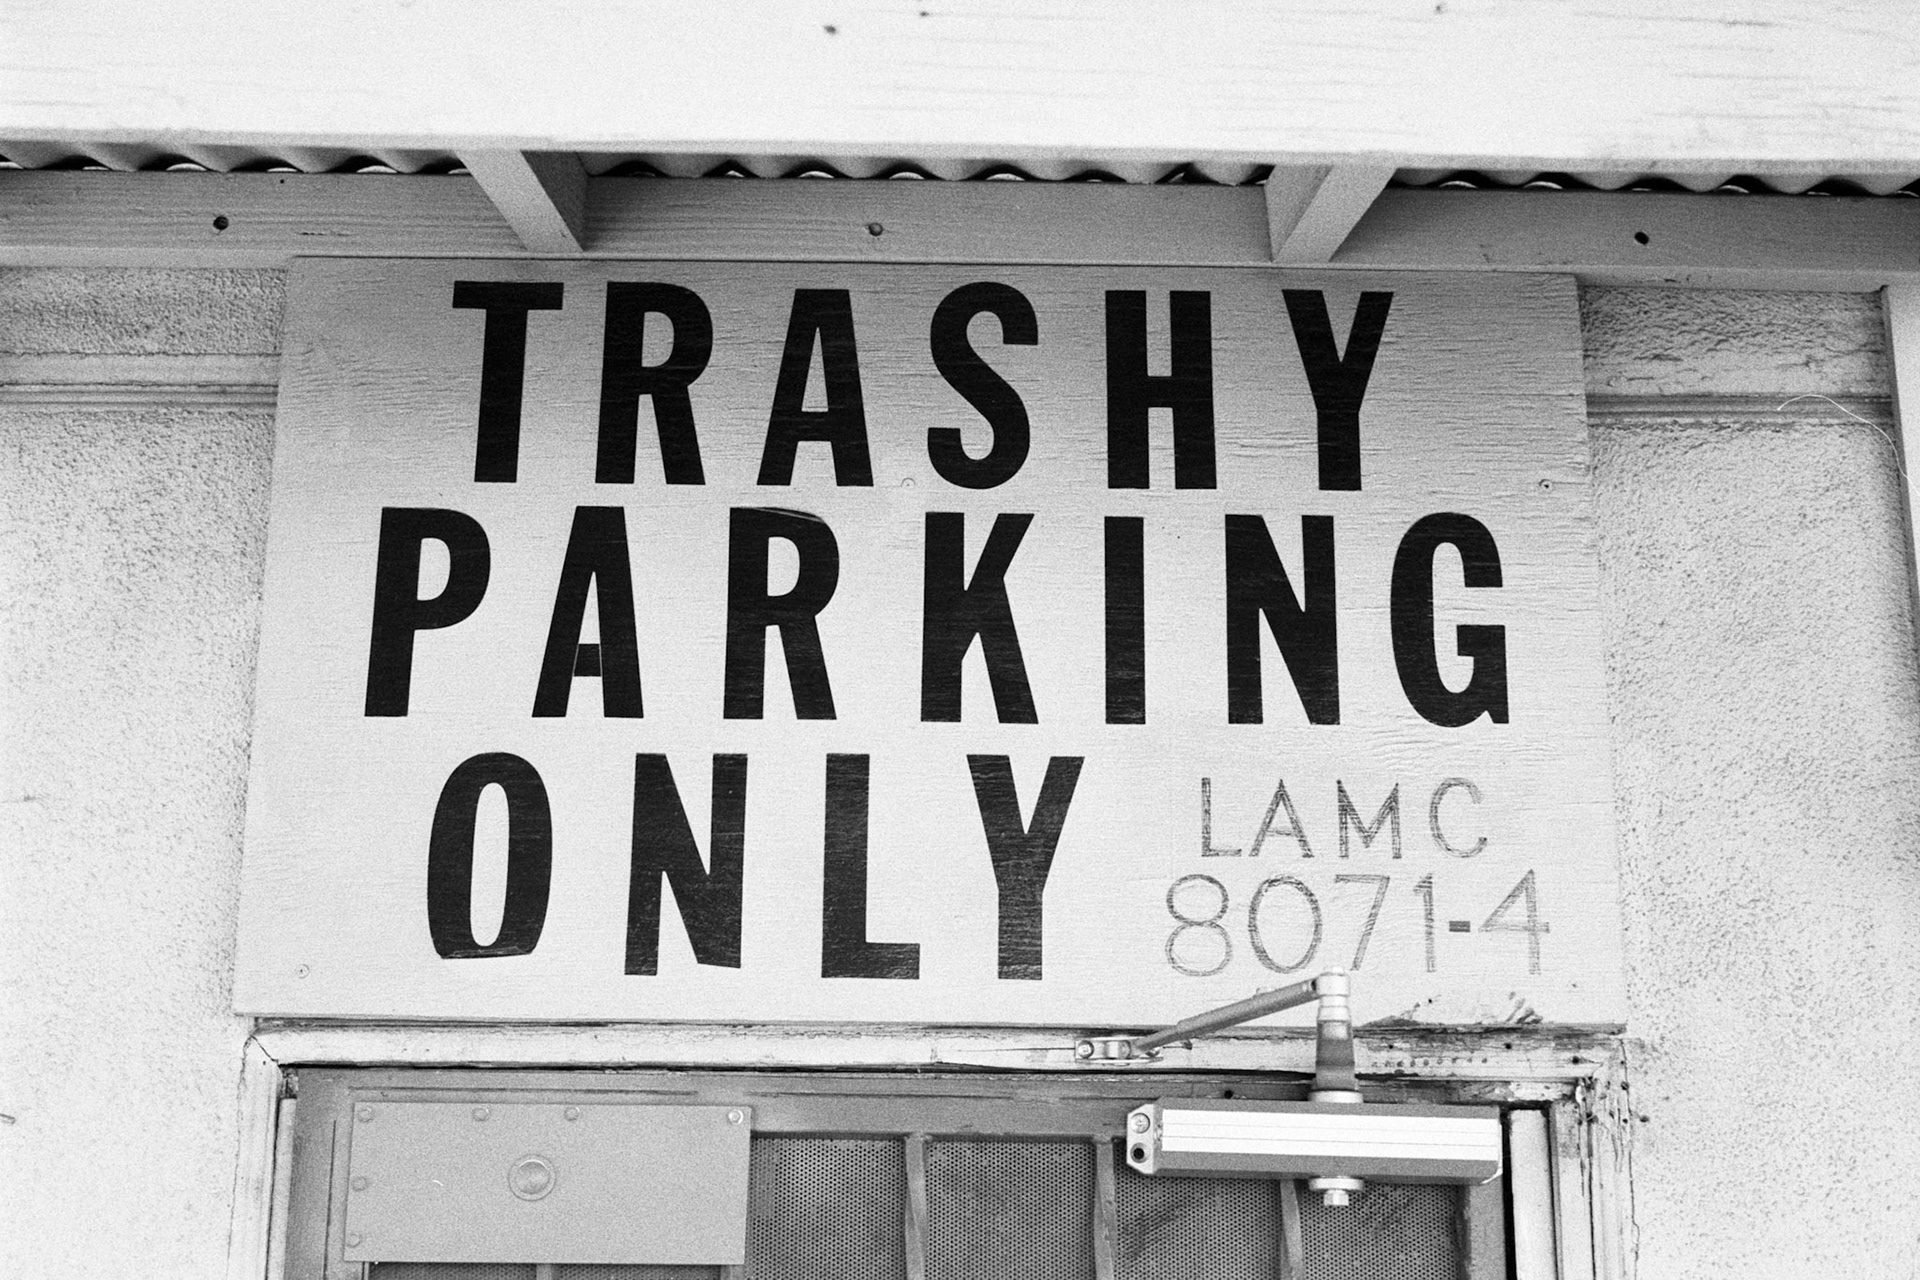 TRASHY
PARKING
ONLY
LAMC
8071-4